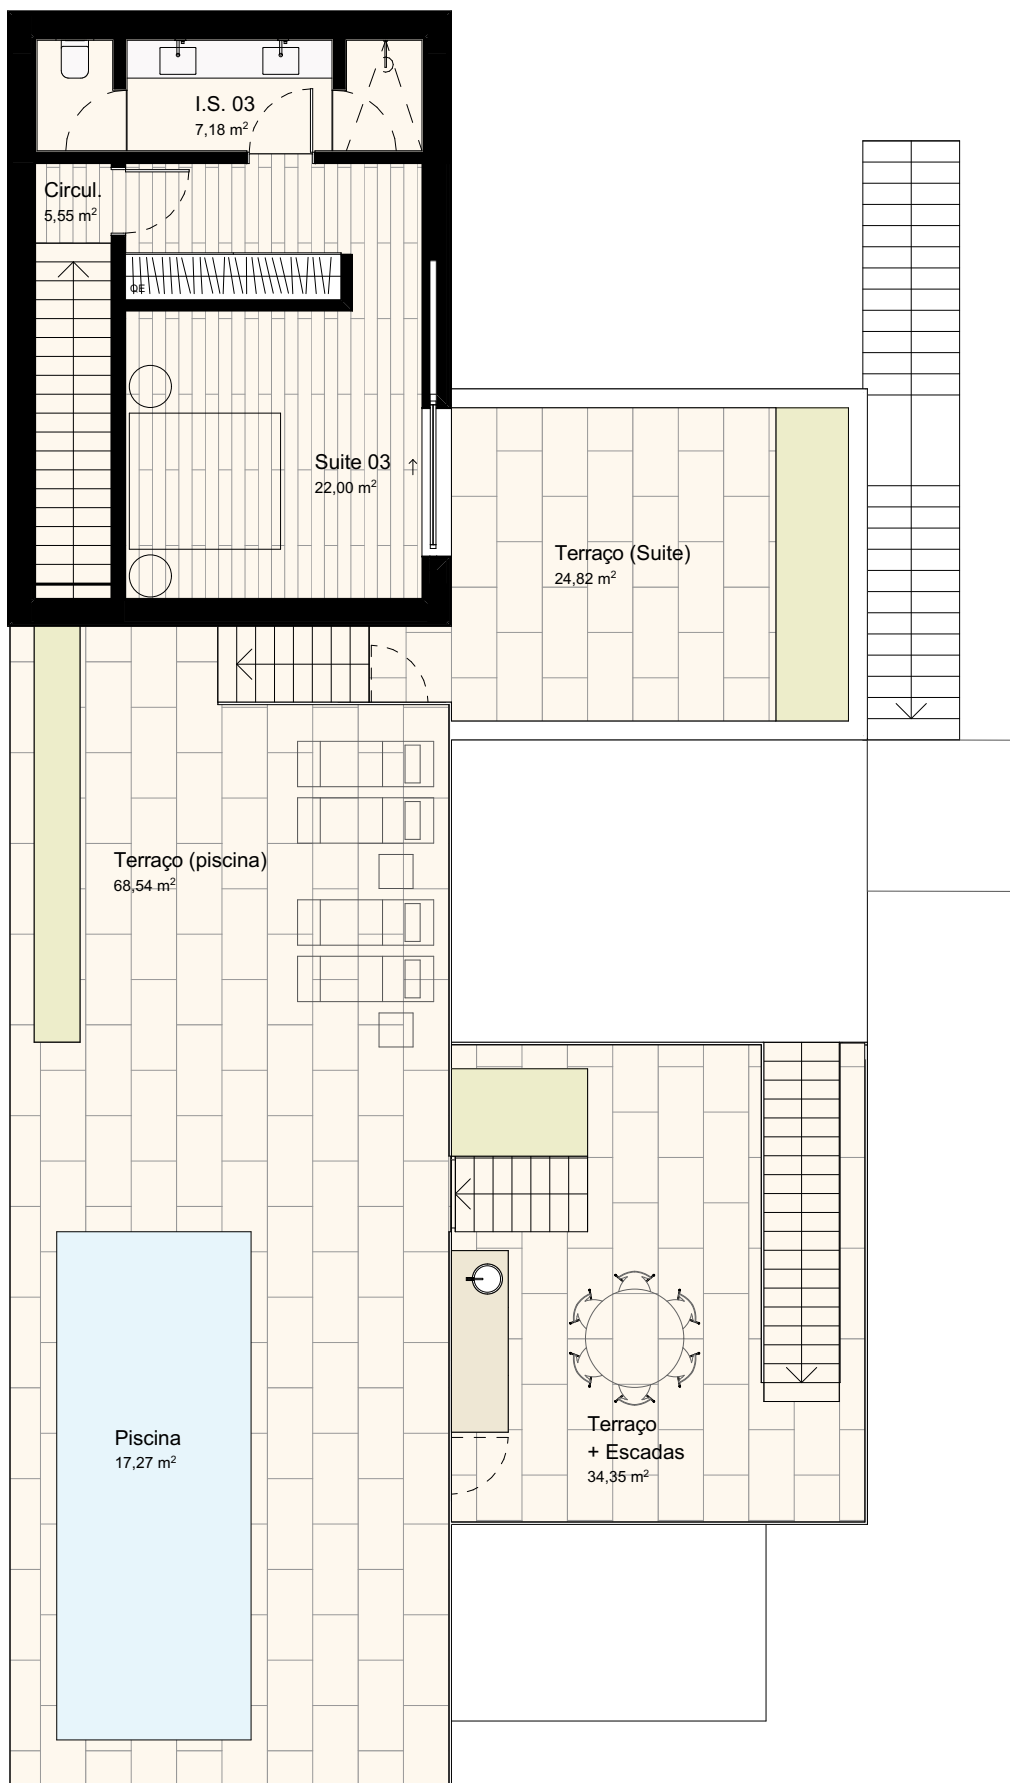 I.S. 03
7,18 m²
Circul.
5,55 m²
QE
Suite 03
22,00 m²
Terraço (Suite)
24,82 m²
Terraço (piscina)
68,54 m²
Piscina
17,27 m²
Terraço
+ Escadas
34,35 m²